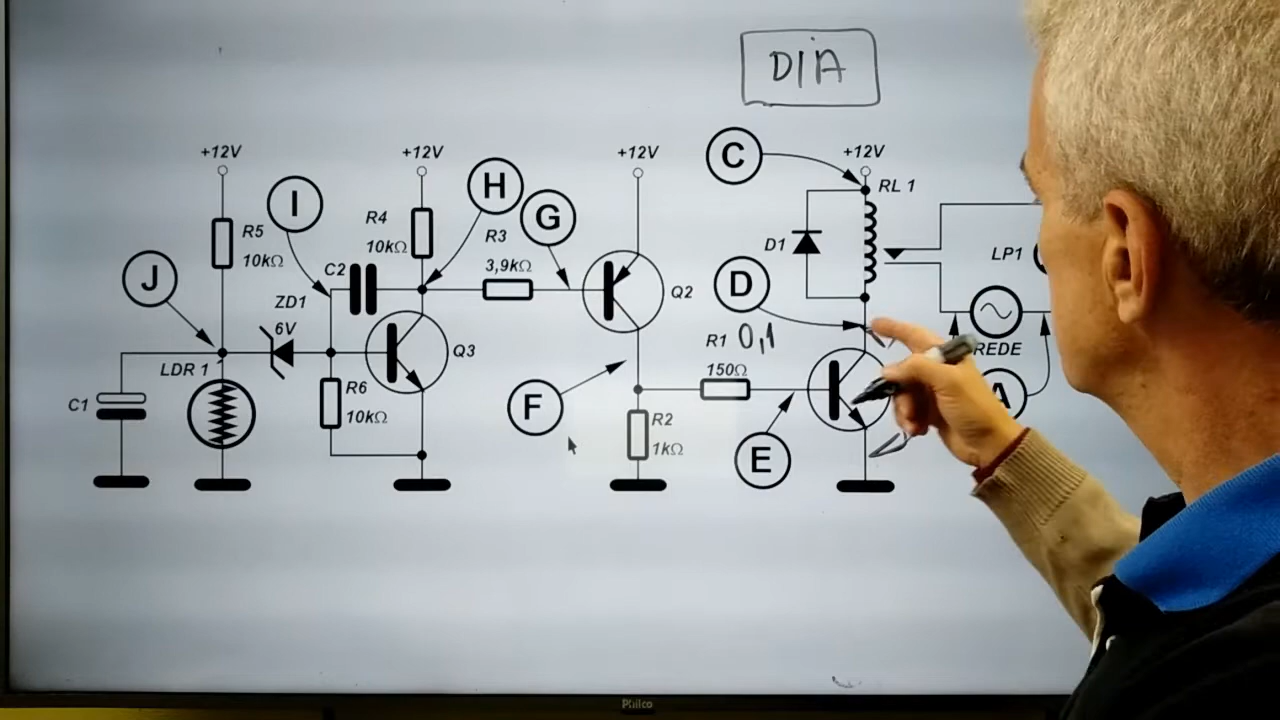 DIA
+12V
+12V
+12V
C
+12V
RL 1
I
H
G
R5
10kΩ
R4
10kΩ
R3
3,9kΩ
D1
LP1
J
C2
ZD1
6V
Q2
D
R1 0,1
150Ω
Q3
REDE
LDR 1
R6
10kΩ
C1
F
R2
1kΩ
E
A
Philco